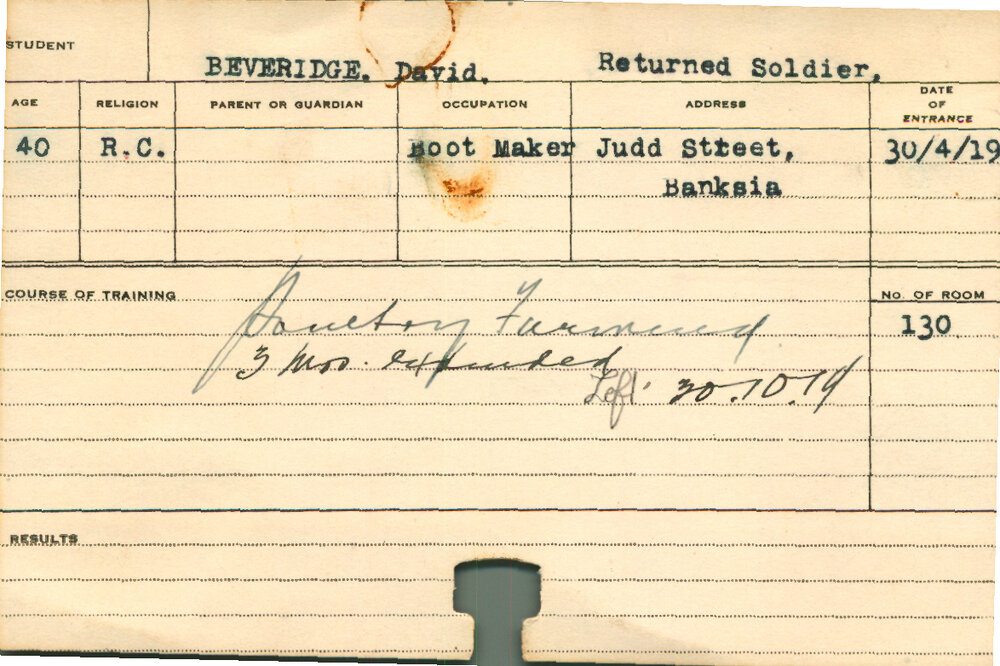 STUDENT
BEVERIDGE. David. Returned Soldier.
AGE RELIGION PARENT OR GUARDIAN OCCUPATION ADDRESS DATE OF ENTRANCE
40 R.C. Boot Maker Judd Street, 30/4/19
Banksia
COURSE OF TRAINING No. OF ROOM
Poultry Farming 130
3 mos. extended
Left 30.10.19
RESULTS